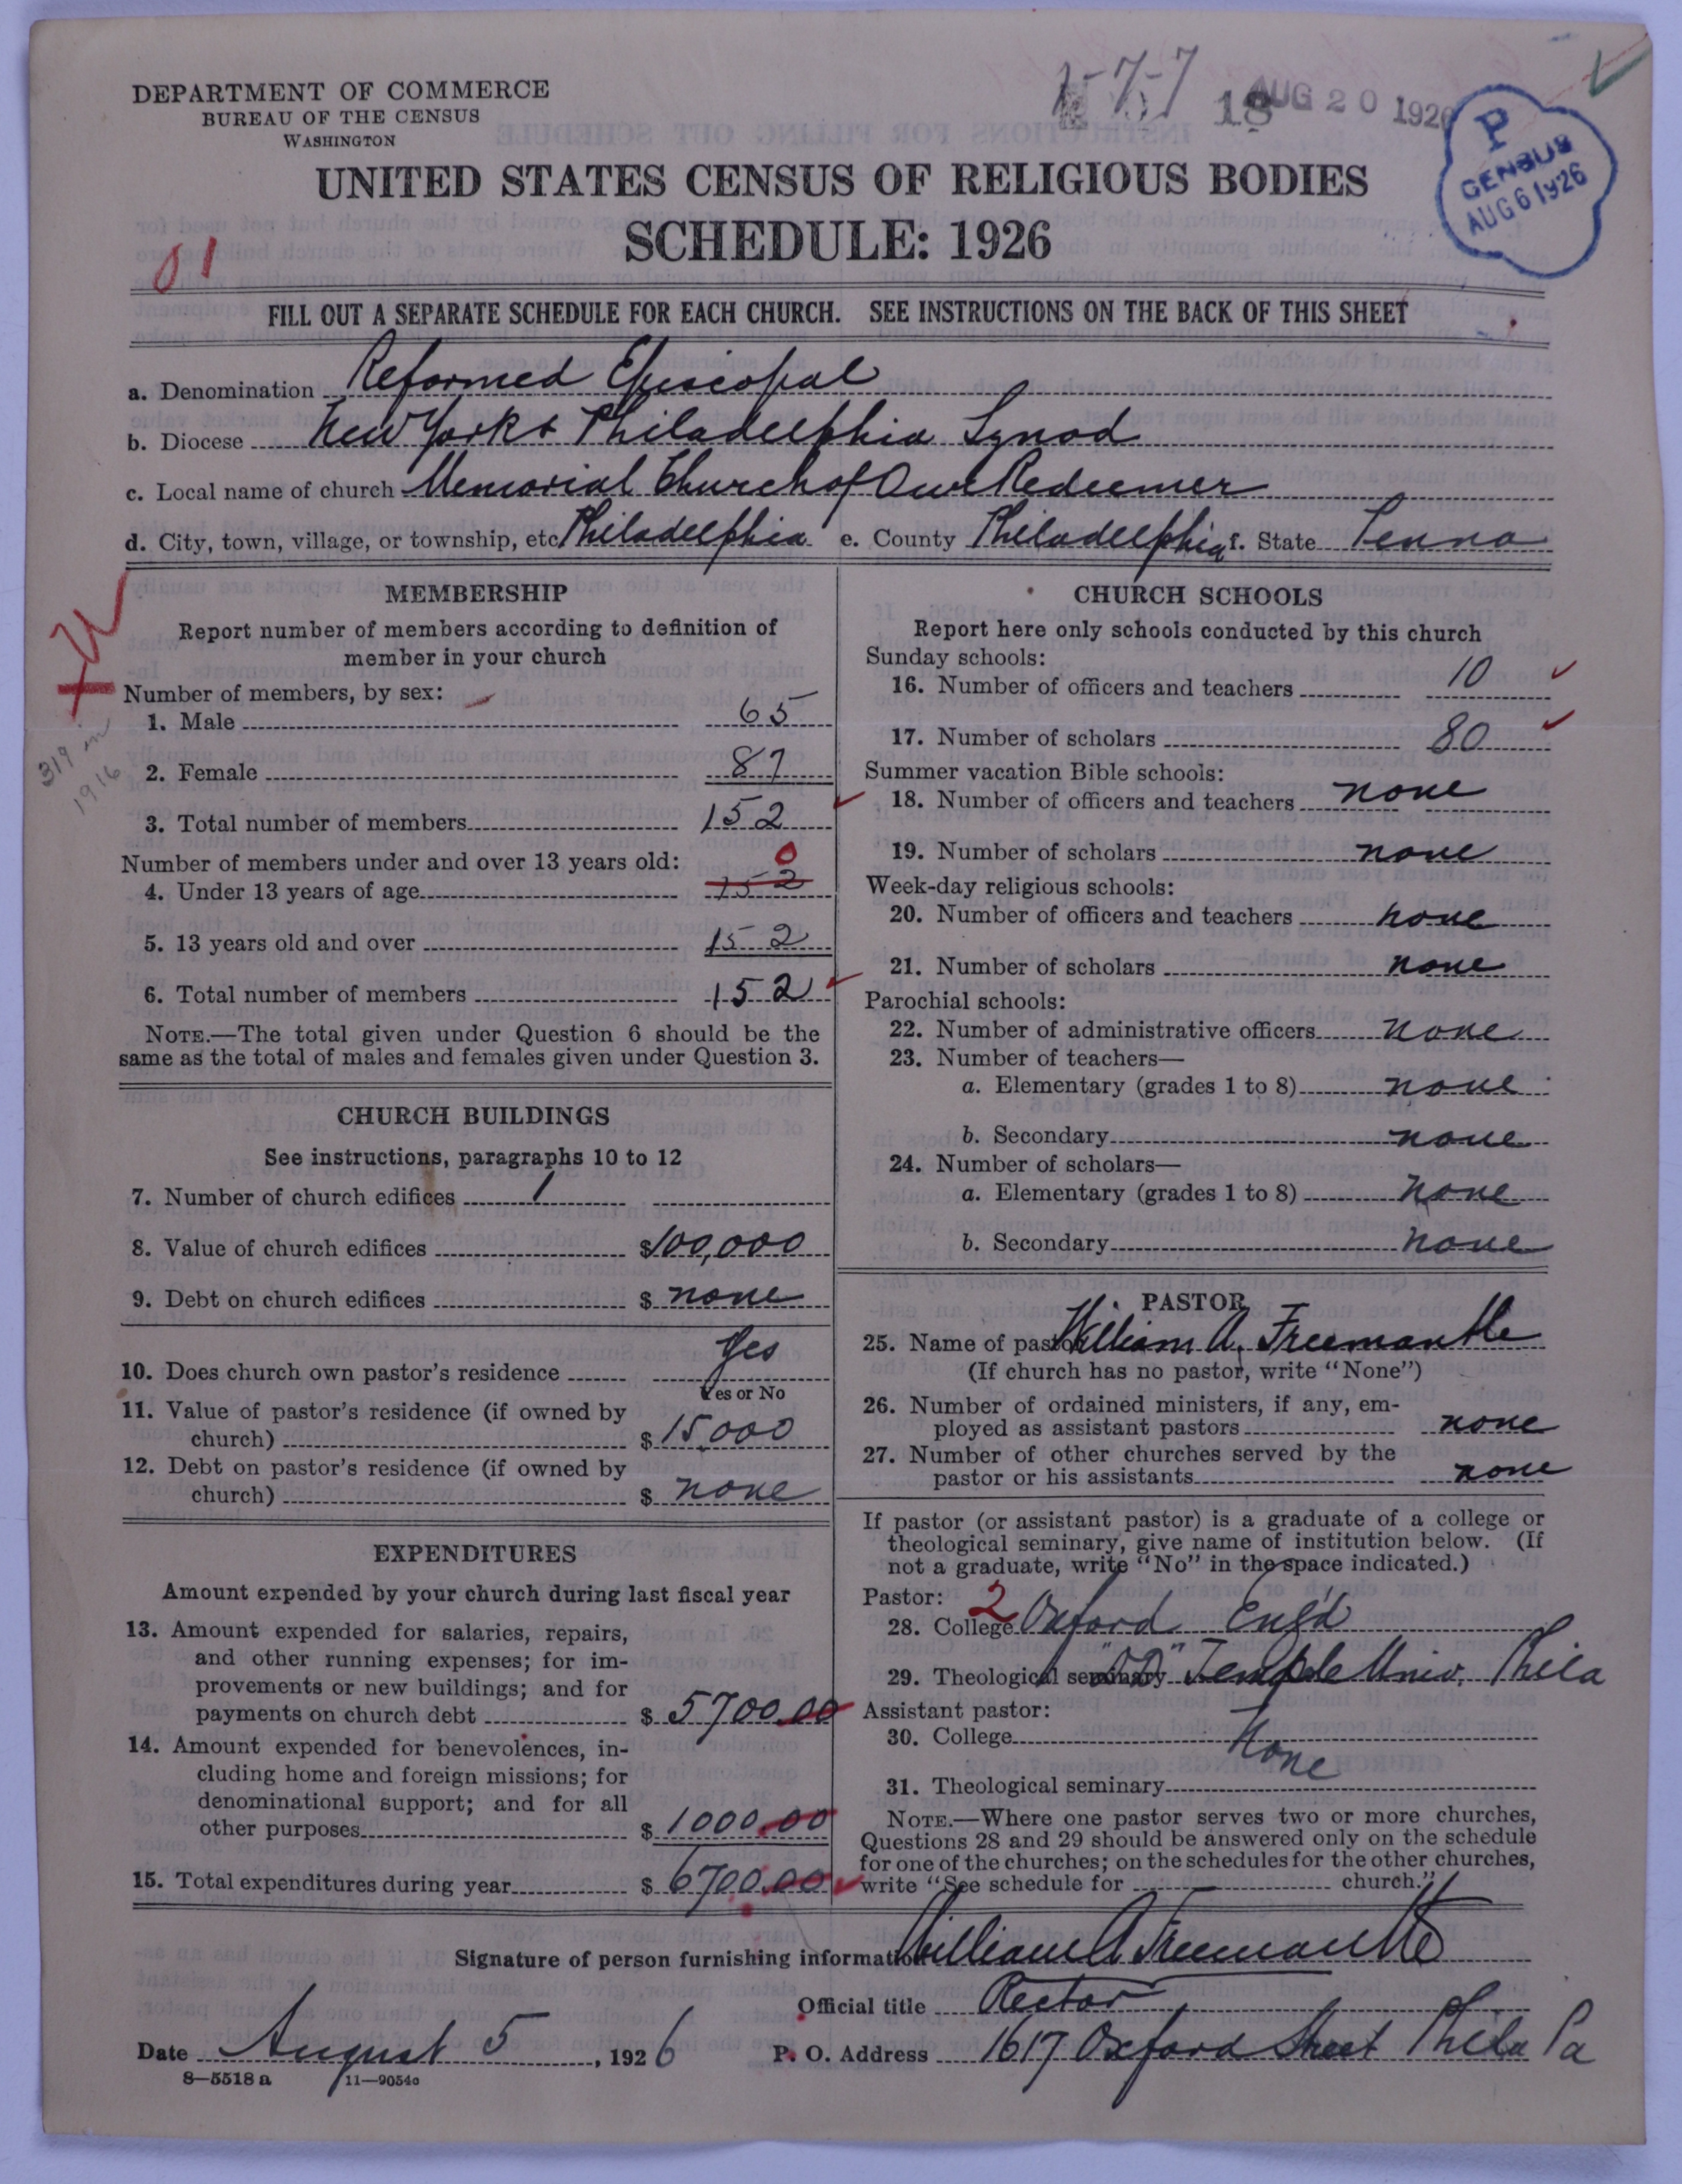 DEPARTMENT OF COMMERCE
BUREAU OF THE CENSUS
WASHINGTON
18 AUG 20 1926
P
CENSUS
AUG 6 1926
UNITED STATES CENSUS OF RELIGIOUS BODIES
SCHEDULE: 1926
01
FILL OUT A SEPARATE SCHEDULE FOR EACH CHURCH. SEE INSTRUCTIONS ON THE BACK OF THIS SHEET
a. Denomination Reformed Episcopal
b. Diocese New York & Philadelphia Synod
c. Local name of church Memorial Church of Our Redeemer
d. City, town, village, or township, etc. Philadelphia e. County Philadelphia f. State Penna
MEMBERSHIP
Report number of members according to definition of
member in your church
Number of members, by sex:
1. Male 65
2. Female 87
319 in
1916
3. Total number of members 152
Number of members under and over 13 years old: 0
4. Under 13 years of age 152
5. 13 years old and over 152
6. Total number of members 152
NOTE.—The total given under Question 6 should be the
same as the total of males and females given under Question 3.
CHURCH BUILDINGS
See instructions, paragraphs 10 to 12
7. Number of church edifices 1
8. Value of church edifices $100,000
9. Debt on church edifices $ none
10. Does church own pastor's residence Yes
Yes or No
11. Value of pastor's residence (if owned by
church) $ 15,000
12. Debt on pastor's residence (if owned by
church) $ none
EXPENDITURES
Amount expended by your church during last fiscal year
13. Amount expended for salaries, repairs,
and other running expenses; for im-
provements or new buildings; and for
payments on church debt $ 5700.00
14. Amount expended for benevolences, in-
cluding home and foreign missions; for
denominational support; and for all
other purposes $ 1000.00
15. Total expenditures during year $ 6700.00
CHURCH SCHOOLS
Report here only schools conducted by this church
Sunday schools:
16. Number of officers and teachers 10
17. Number of scholars 80
Summer vacation Bible schools:
18. Number of officers and teachers none
19. Number of scholars none
Week-day religious schools:
20. Number of officers and teachers none
21. Number of scholars none
Parochial schools:
22. Number of administrative officers none
23. Number of teachers—
a. Elementary (grades 1 to 8) none
b. Secondary none
24. Number of scholars—
a. Elementary (grades 1 to 8) none
b. Secondary none
PASTOR
25. Name of pastor William A. Freemantle
(If church has no pastor, write "None")
26. Number of ordained ministers, if any, em-
ployed as assistant pastors none
27. Number of other churches served by the
pastor or his assistants none
If pastor (or assistant pastor) is a graduate of a college or
theological seminary, give name of institution below. (If
not a graduate, write "No" in the space indicated.)
Pastor: 2
28. College Oxford Engd
29. Theological seminary "DD" Temple Univ, Phila
Assistant pastor:
30. College None
31. Theological seminary
NOTE.—Where one pastor serves two or more churches,
Questions 28 and 29 should be answered only on the schedule
for one of the churches; on the schedules for the other churches,
write "See schedule for church."
Signature of person furnishing information William A Freemantle
Official title Rector
Date August 5, 1926 P. O. Address 1617 Oxford Street Phila Pa
8—5518 a 11—9054c